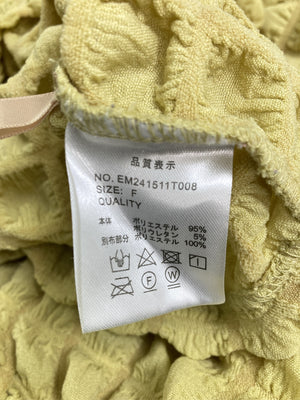 品質表示
NO. EM241511T008
SIZE: F
QUALITY
本体 ポリエステル 95%
ポリウレタン 5%
別布部分 ポリエステル 100%
F W